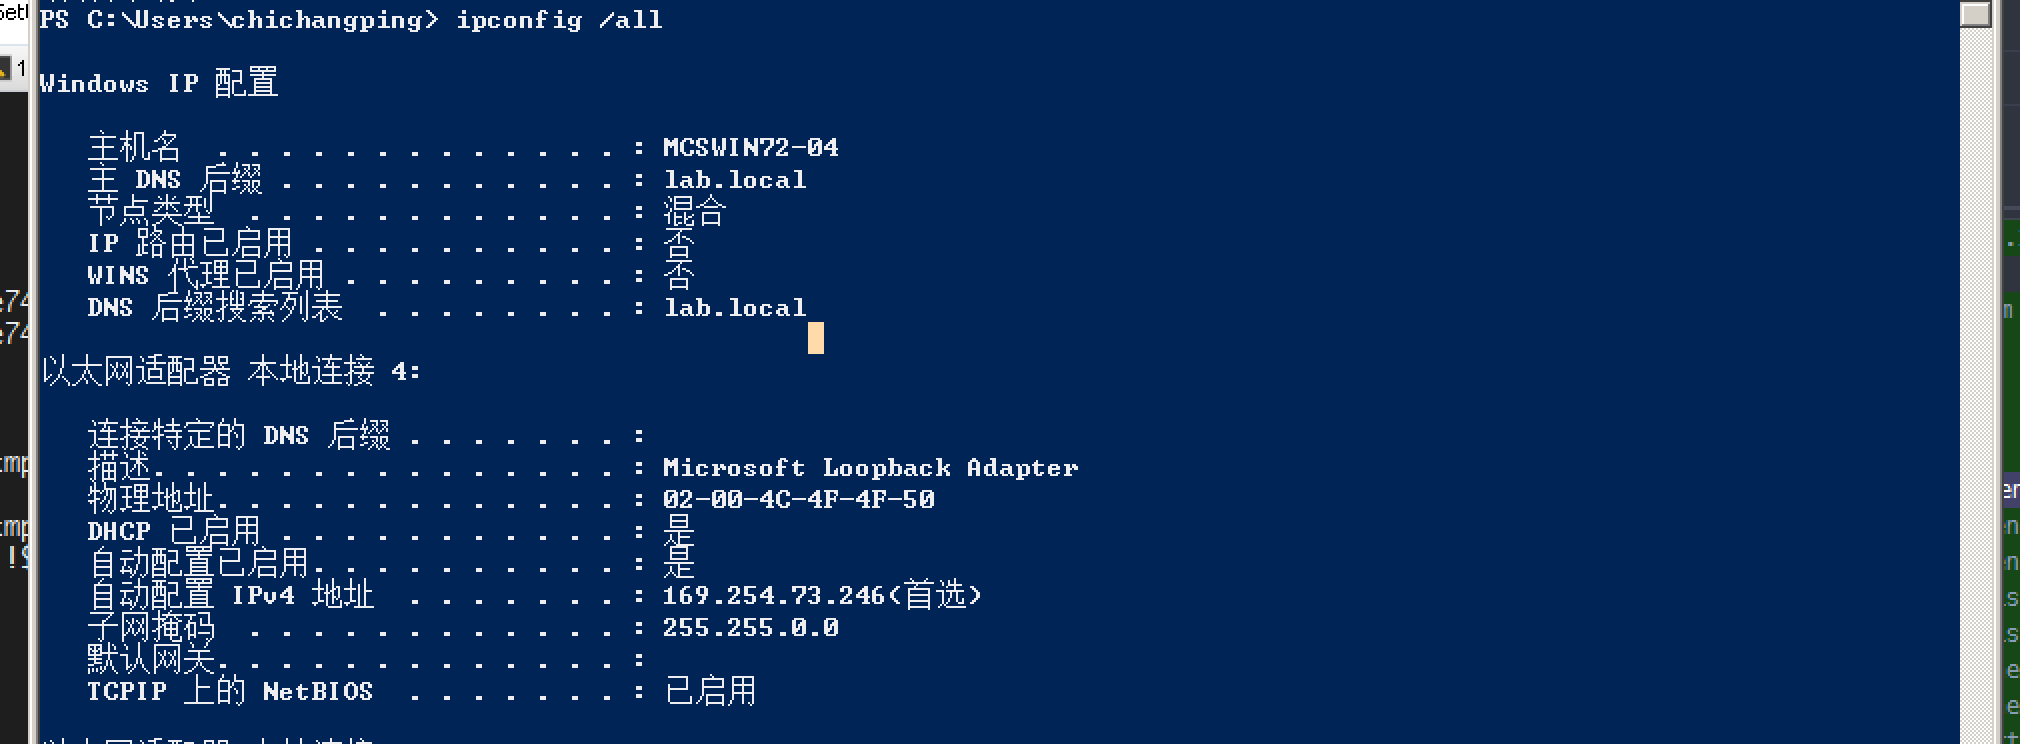 PS C:\Users\chichangping> ipconfig /all
Windows IP 配置
主机名 . . . . . . . . . . . . . : MCSWIN72-04
主 DNS 后缀 . . . . . . . . . . . : lab.local
节点类型 . . . . . . . . . . . . : 混合
IP 路由已启用 . . . . . . . . . . : 否
WINS 代理已启用 . . . . . . . . . : 否
DNS 后缀搜索列表 . . . . . . . . : lab.local
以太网适配器 本地连接 4:
连接特定的 DNS 后缀 . . . . . . . :
描述. . . . . . . . . . . . . . . : Microsoft Loopback Adapter
物理地址. . . . . . . . . . . . . : 02-00-4C-4F-4F-50
DHCP 已启用 . . . . . . . . . . . : 是
自动配置已启用. . . . . . . . . . : 是
自动配置 IPv4 地址 . . . . . . . : 169.254.73.246(首选)
子网掩码 . . . . . . . . . . . . : 255.255.0.0
默认网关. . . . . . . . . . . . . :
TCPIP 上的 NetBIOS . . . . . . . : 已启用